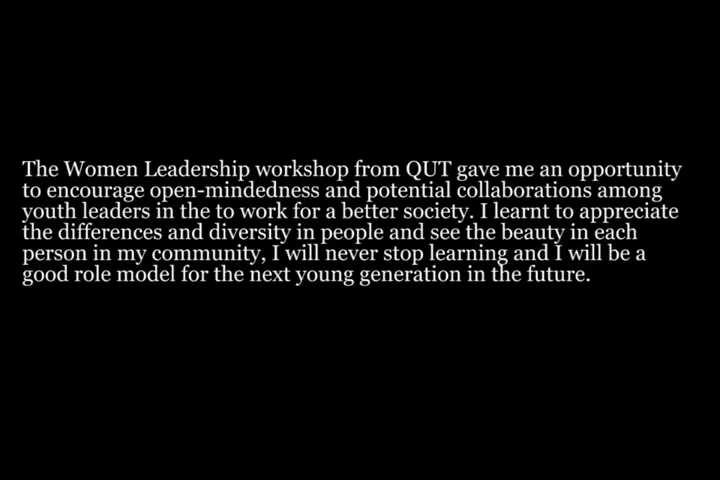 The Women Leadership workshop from QUT gave me an opportunity
to encourage open-mindedness and potential collaborations among
youth leaders in the to work for a better society. I learnt to appreciate
the differences and diversity in people and see the beauty in each
person in my community, I will never stop learning and I will be a
good role model for the next young generation in the future.